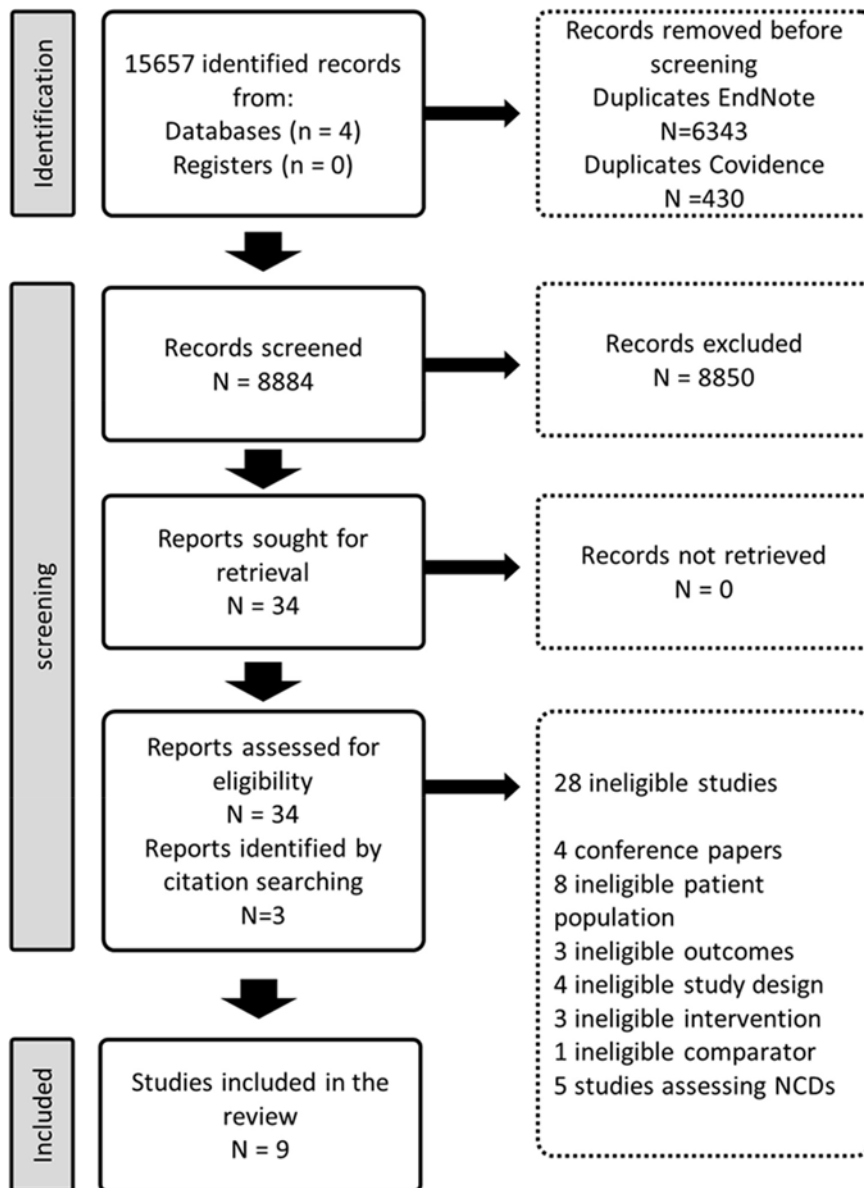 Identification
15657 identified records
from:
Databases (n = 4)
Registers (n = 0)
Records removed before
screening
Duplicates EndNote
N=6343
Duplicates Covidence
N =430
screening
Records screened
N = 8884
Records excluded
N = 8850
Reports sought for
retrieval
N = 34
Records not retrieved
N = 0
Reports assessed for
eligibility
N = 34
Reports identified by
citation searching
N=3
28 ineligible studies
4 conference papers
8 ineligible patient
population
3 ineligible outcomes
4 ineligible study design
3 ineligible intervention
1 ineligible comparator
5 studies assessing NCDs
Included
Studies included in the
review
N = 9